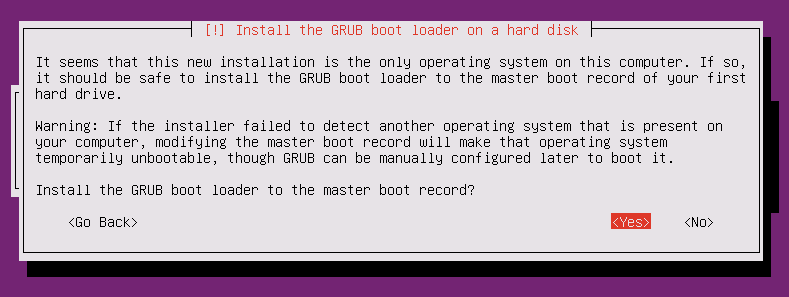 [!] Install the GRUB boot loader on a hard disk
It seems that this new installation is the only operating system on this computer. If so,
it should be safe to install the GRUB boot loader to the master boot record of your first
hard drive.
Warning: If the installer failed to detect another operating system that is present on
your computer, modifying the master boot record will make that operating system
temporarily unbootable, though GRUB can be manually configured later to boot it.
Install the GRUB boot loader to the master boot record?
<Go Back> <Yes> <No>